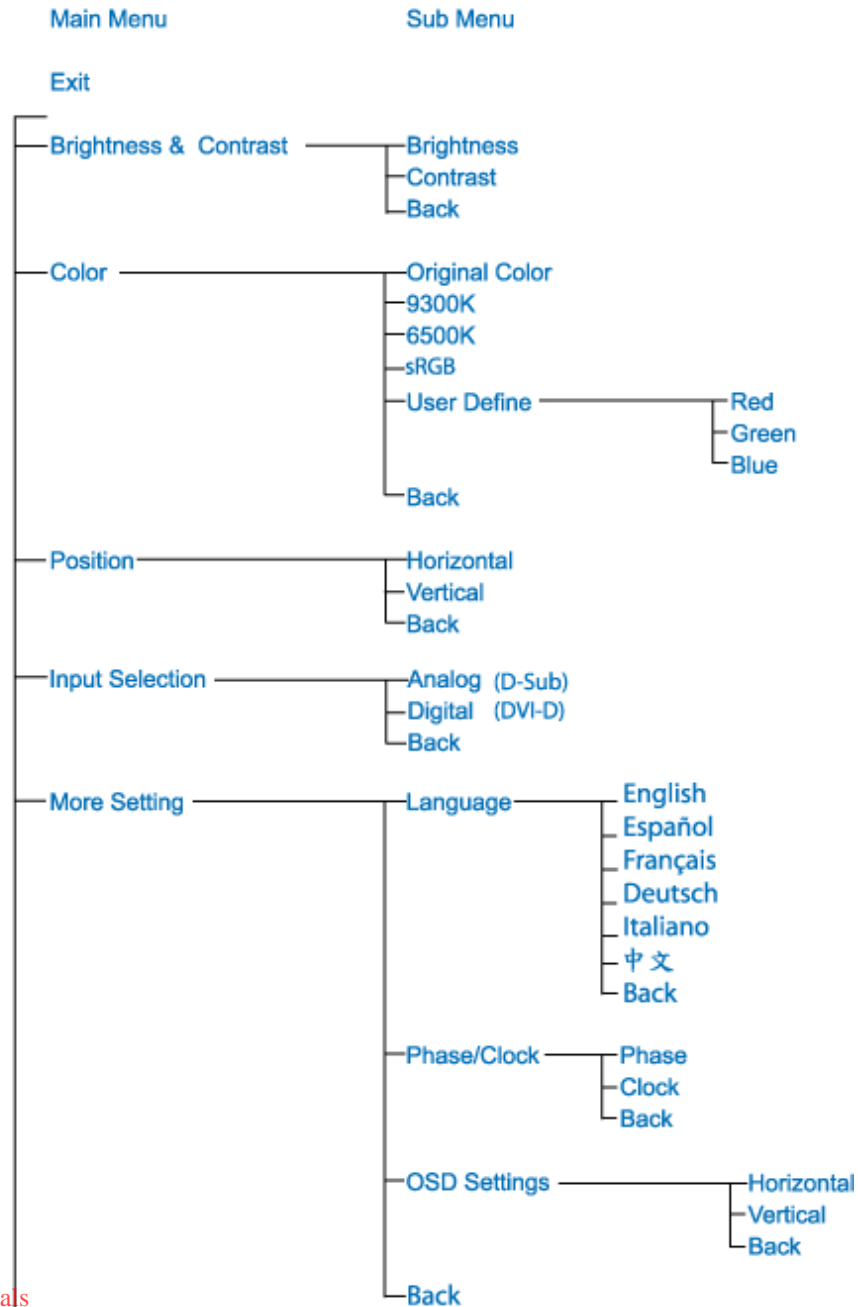 Main Menu Sub Menu
Exit
Brightness & Contrast Brightness
Contrast
Back
Color Original Color
9300K
6500K
sRGB
User Define Red
Green
Blue
Back
Position Horizontal
Vertical
Back
Input Selection Analog (D-Sub)
Digital (DVI-D)
Back
More Setting Language English
Español
Français
Deutsch
Italiano
中文
Back
Phase/Clock Phase
Clock
Back
OSD Settings Horizontal
Vertical
Back
Back